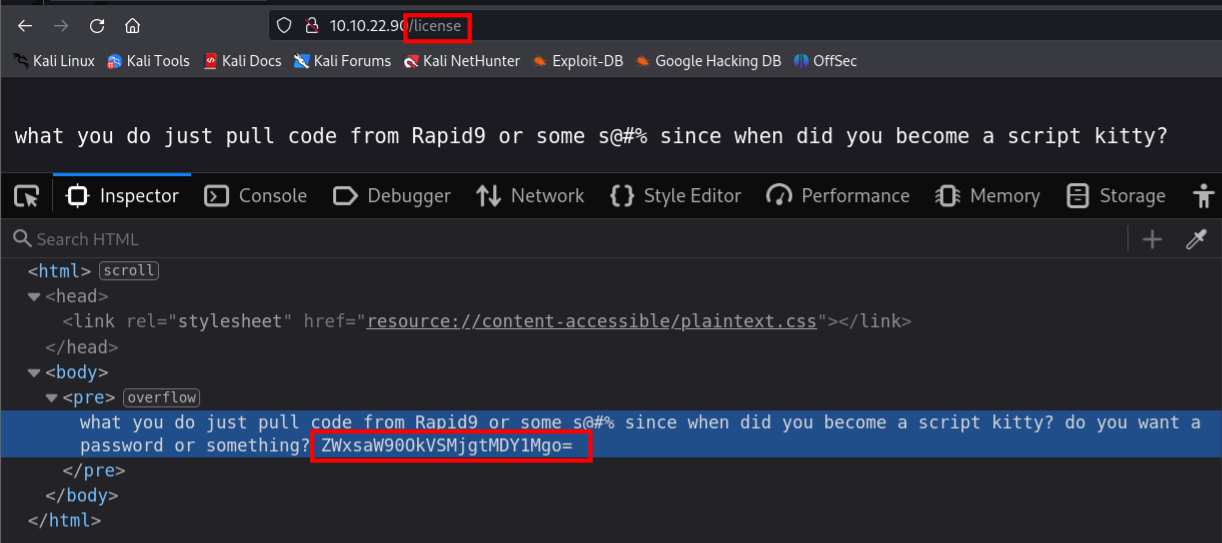 10.10.22.90/license
Kali Linux Kali Tools Kali Docs Kali Forums Kali NetHunter Exploit-DB Google Hacking DB OffSec
what you do just pull code from Rapid9 or some s@#% since when did you become a script kitty?
Inspector Console Debugger Network Style Editor Performance Memory Storage
Search HTML
<html> scroll
<head>
<link rel="stylesheet" href="resource://content-accessible/plaintext.css"></link>
</head>
<body>
<pre> overflow
what you do just pull code from Rapid9 or some s@#% since when did you become a script kitty? do you want a
password or something? ZWxsaW90OkVSMjgtMDY1Mgo=
</pre>
</body>
</html>